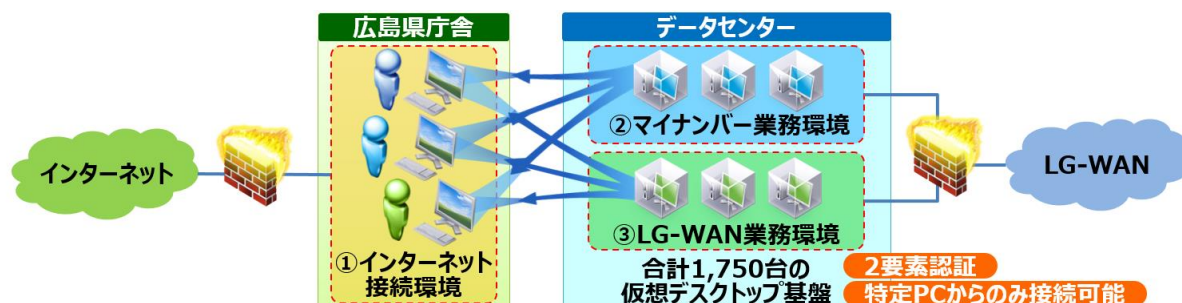 広島県庁舎
データセンター
インターネット
①インターネット
接続環境
②マイナンバー業務環境
③LG-WAN業務環境
LG-WAN
合計1,750台の
仮想デスクトップ基盤
2要素認証
特定PCからのみ接続可能